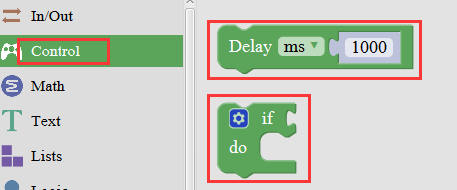 In/Out
Control
Math
Text
Lists
Delay ms 1000
if
do